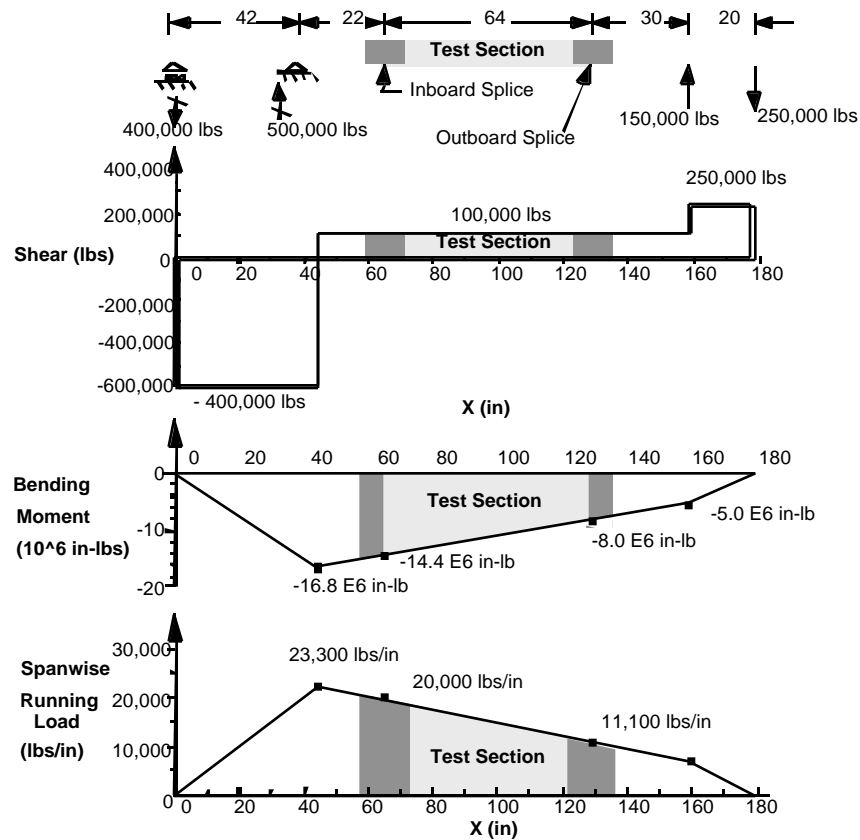 42 22 64 30 20
Test Section
Inboard Splice
Outboard Splice
400,000 lbs 500,000 lbs 150,000 lbs 250,000 lbs
400,000
200,000
0
-200,000
-400,000
-600,000
Shear (lbs)
250,000 lbs
100,000 lbs
Test Section
0 20 40 60 80 100 120 140 160 180
- 400,000 lbs
X (in)
0 20 40 60 80 100 120 140 160 180
Bending
Moment
(10^6 in-lbs)
-0
-10
-20
Test Section
-5.0 E6 in-lb
-8.0 E6 in-lb
-14.4 E6 in-lb
-16.8 E6 in-lb
Spanwise
Running
Load
(lbs/in)
30,000
20,000
10,000
0
23,300 lbs/in
20,000 lbs/in
11,100 lbs/in
Test Section
0 20 40 60 80 100 120 140 160 180
X (in)